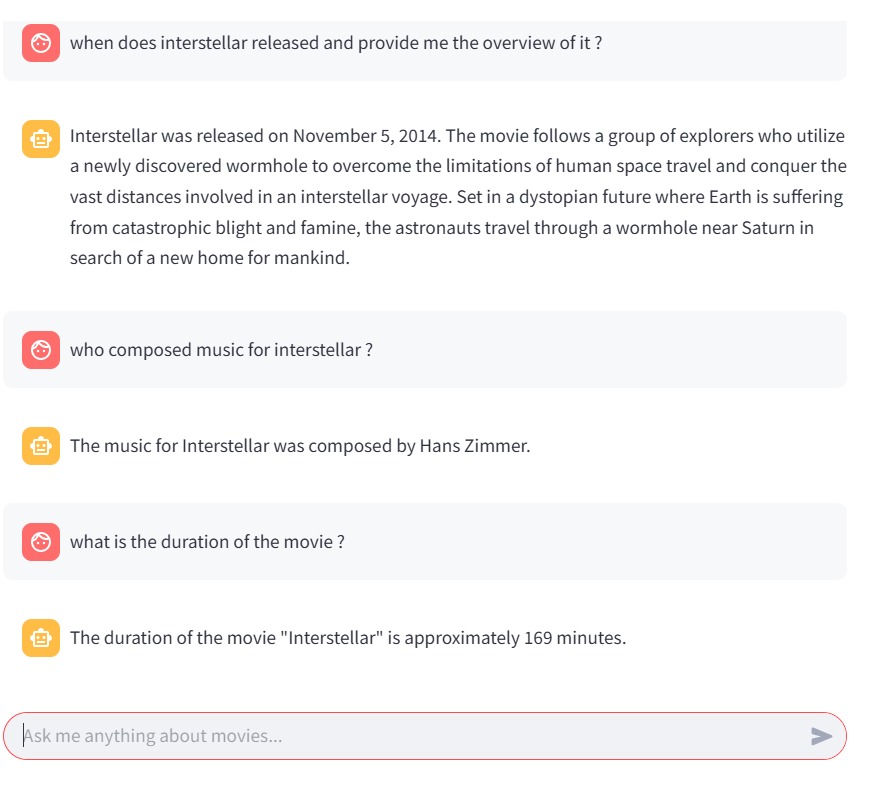 when does interstellar released and provide me the overview of it ?
Interstellar was released on November 5, 2014. The movie follows a group of explorers who utilize
a newly discovered wormhole to overcome the limitations of human space travel and conquer the
vast distances involved in an interstellar voyage. Set in a dystopian future where Earth is suffering
from catastrophic blight and famine, the astronauts travel through a wormhole near Saturn in
search of a new home for mankind.
who composed music for interstellar ?
The music for Interstellar was composed by Hans Zimmer.
what is the duration of the movie ?
The duration of the movie "Interstellar" is approximately 169 minutes.
Ask me anything about movies...